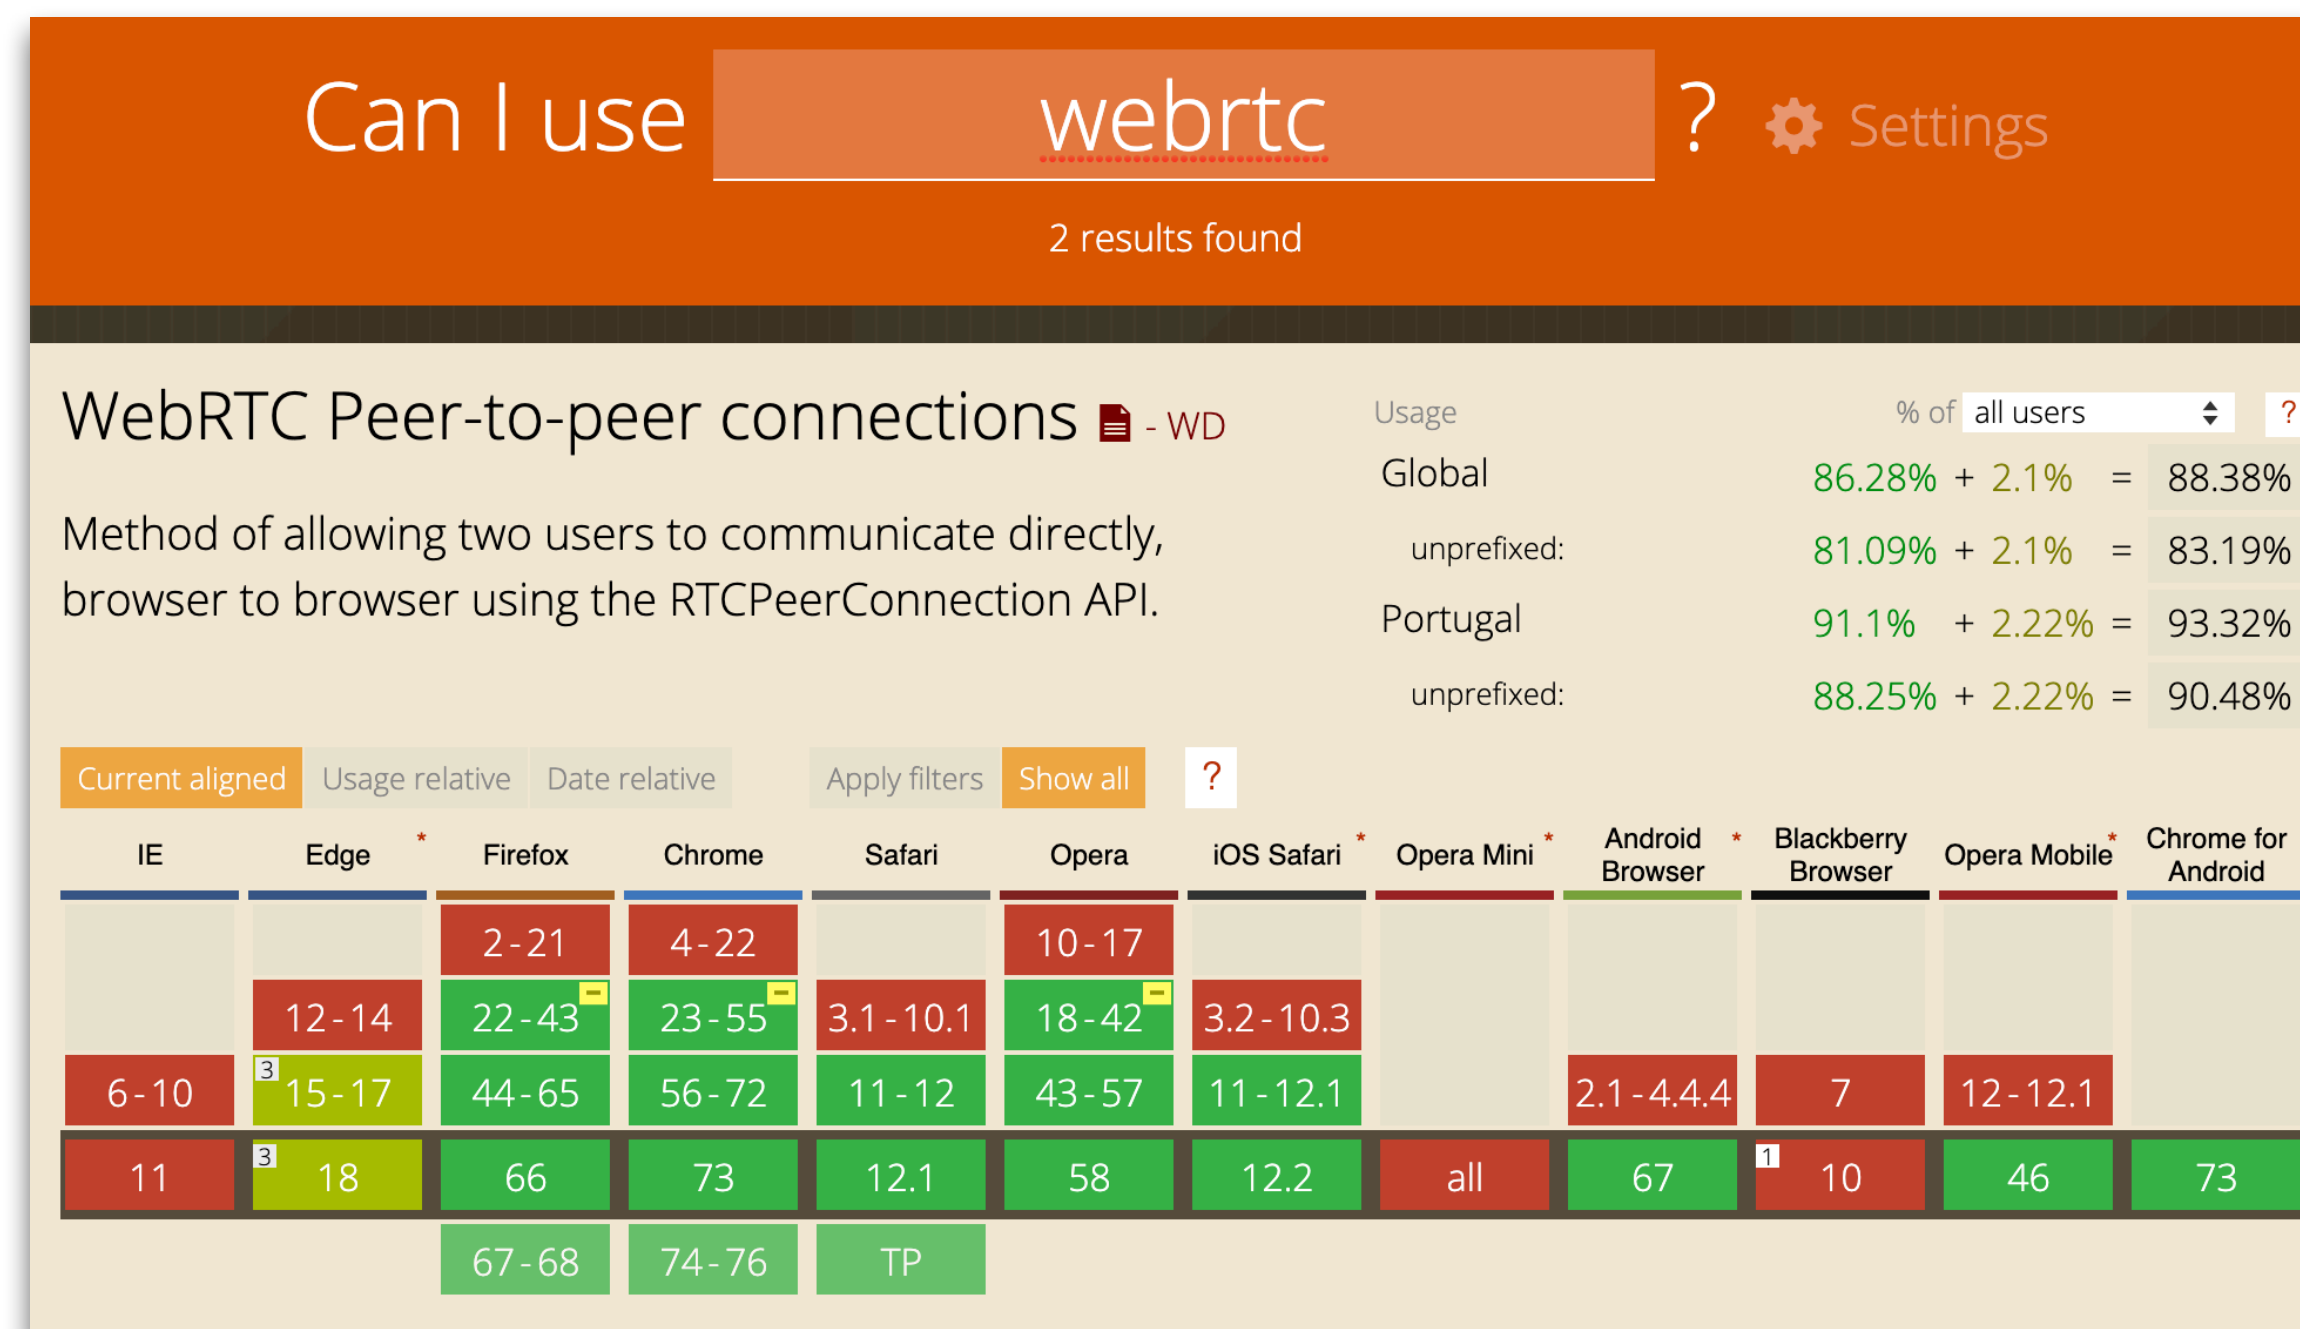 Can I use webrtc ? Settings
2 results found
WebRTC Peer-to-peer connections - WD
Method of allowing two users to communicate directly,
browser to browser using the RTCPeerConnection API.
Usage % of all users ?
Global 86.28% + 2.1% = 88.38%
unprefixed: 81.09% + 2.1% = 83.19%
Portugal 91.1% + 2.22% = 93.32%
unprefixed: 88.25% + 2.22% = 90.48%
Current aligned Usage relative Date relative Apply filters Show all ?
IE Edge * Firefox Chrome Safari Opera iOS Safari * Opera Mini * Android Browser * Blackberry Browser Opera Mobile * Chrome for Android
2-21 4-22 10-17
12-14 22-43 - 23-55 - 3.1-10.1 18-42 - 3.2-10.3
6-10 3 15-17 44-65 56-72 11-12 43-57 11-12.1 2.1-4.4.4 7 12-12.1
11 3 18 66 73 12.1 58 12.2 all 67 1 10 46 73
67-68 74-76 TP